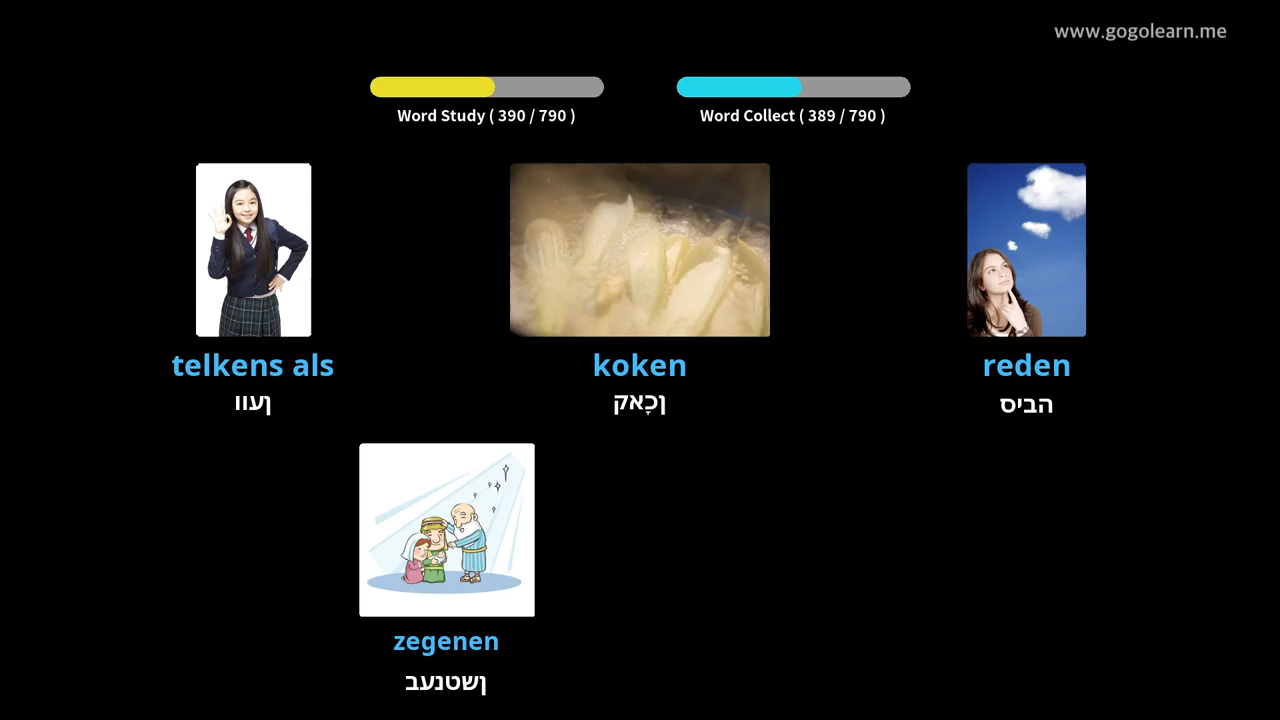 www.gogolearn.me
Word Study ( 390 / 790 )
Word Collect ( 389 / 790 )
telkens als
koken
reden
ווען
קאָכן
סיבה
zegenen
בענטשן